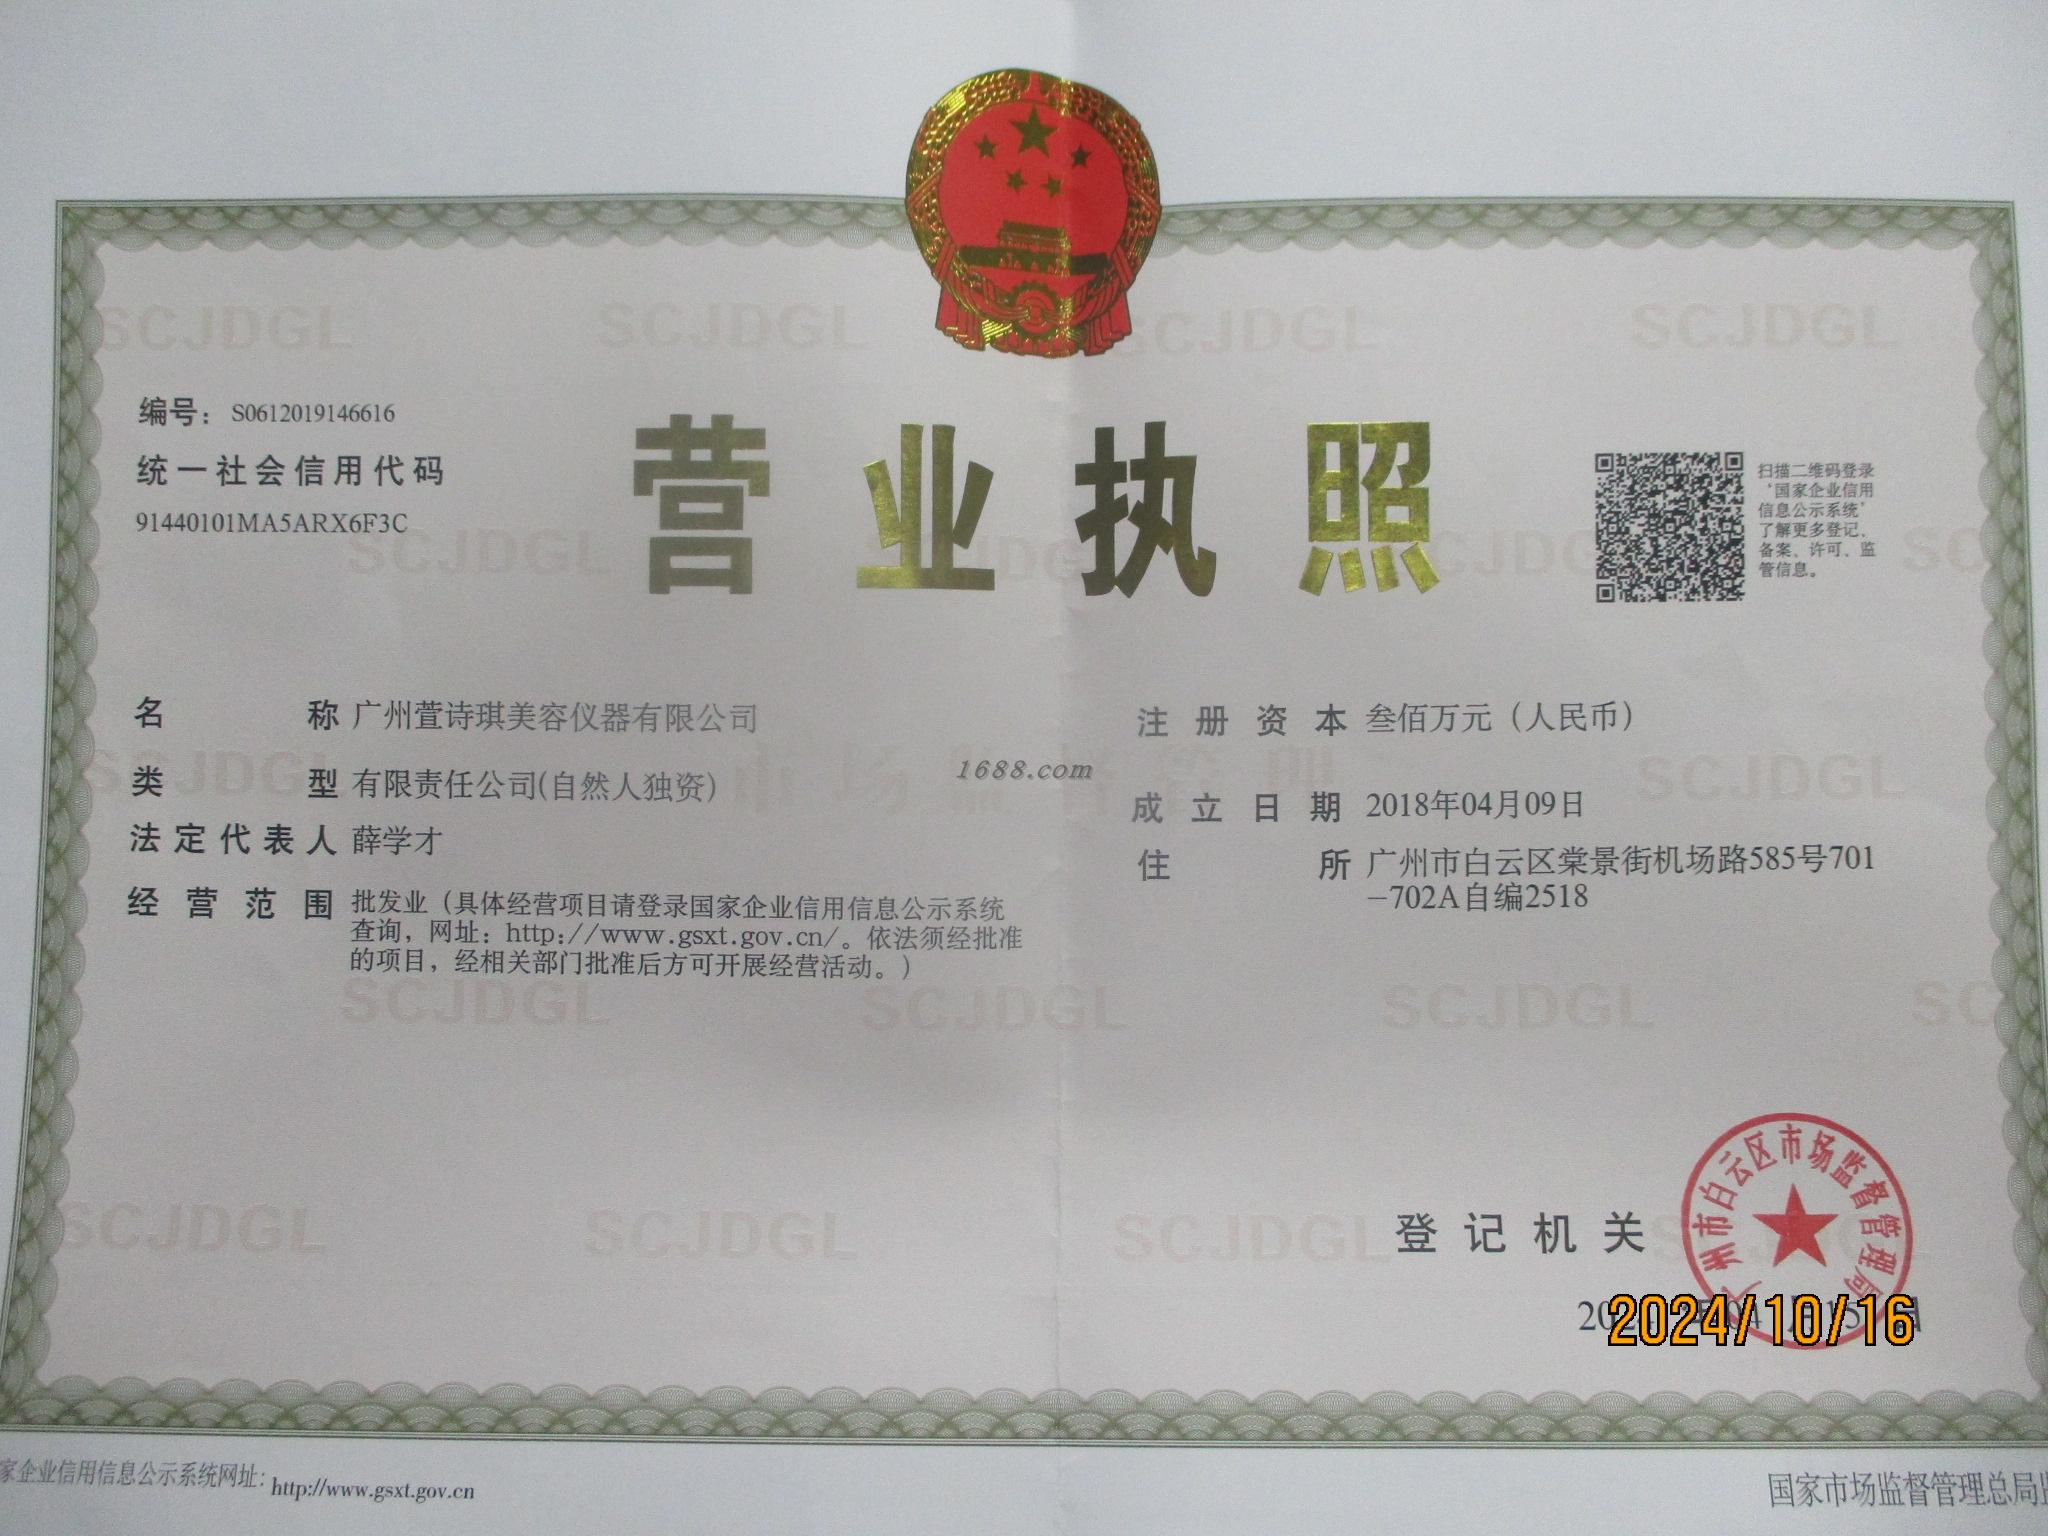 编号：S0612019146616
统一社会信用代码
91440101MA5ARX6F3C
营业执照
扫描二维码登录
‘国家企业信用
信息公示系统’
了解更多登记、
备案、许可、监
管信息。
名称 广州萱诗琪美容仪器有限公司
类型 有限责任公司(自然人独资)
法定代表人 薛学才
经营范围 批发业（具体经营项目请登录国家企业信用信息公示系统
查询，网址：http://www.gsxt.gov.cn/。依法须经批准
的项目，经相关部门批准后方可开展经营活动。）
注册资本 叁佰万元（人民币）
成立日期 2018年04月09日
住所 广州市白云区棠景街机场路585号701
—702A自编2518
1688.com
市场监督管理
SCJDGL
登记机关
广州市白云区市场监督管理局
2024/10/16
家企业信用信息公示系统网址：http://www.gsxt.gov.cn
国家市场监督管理总局监